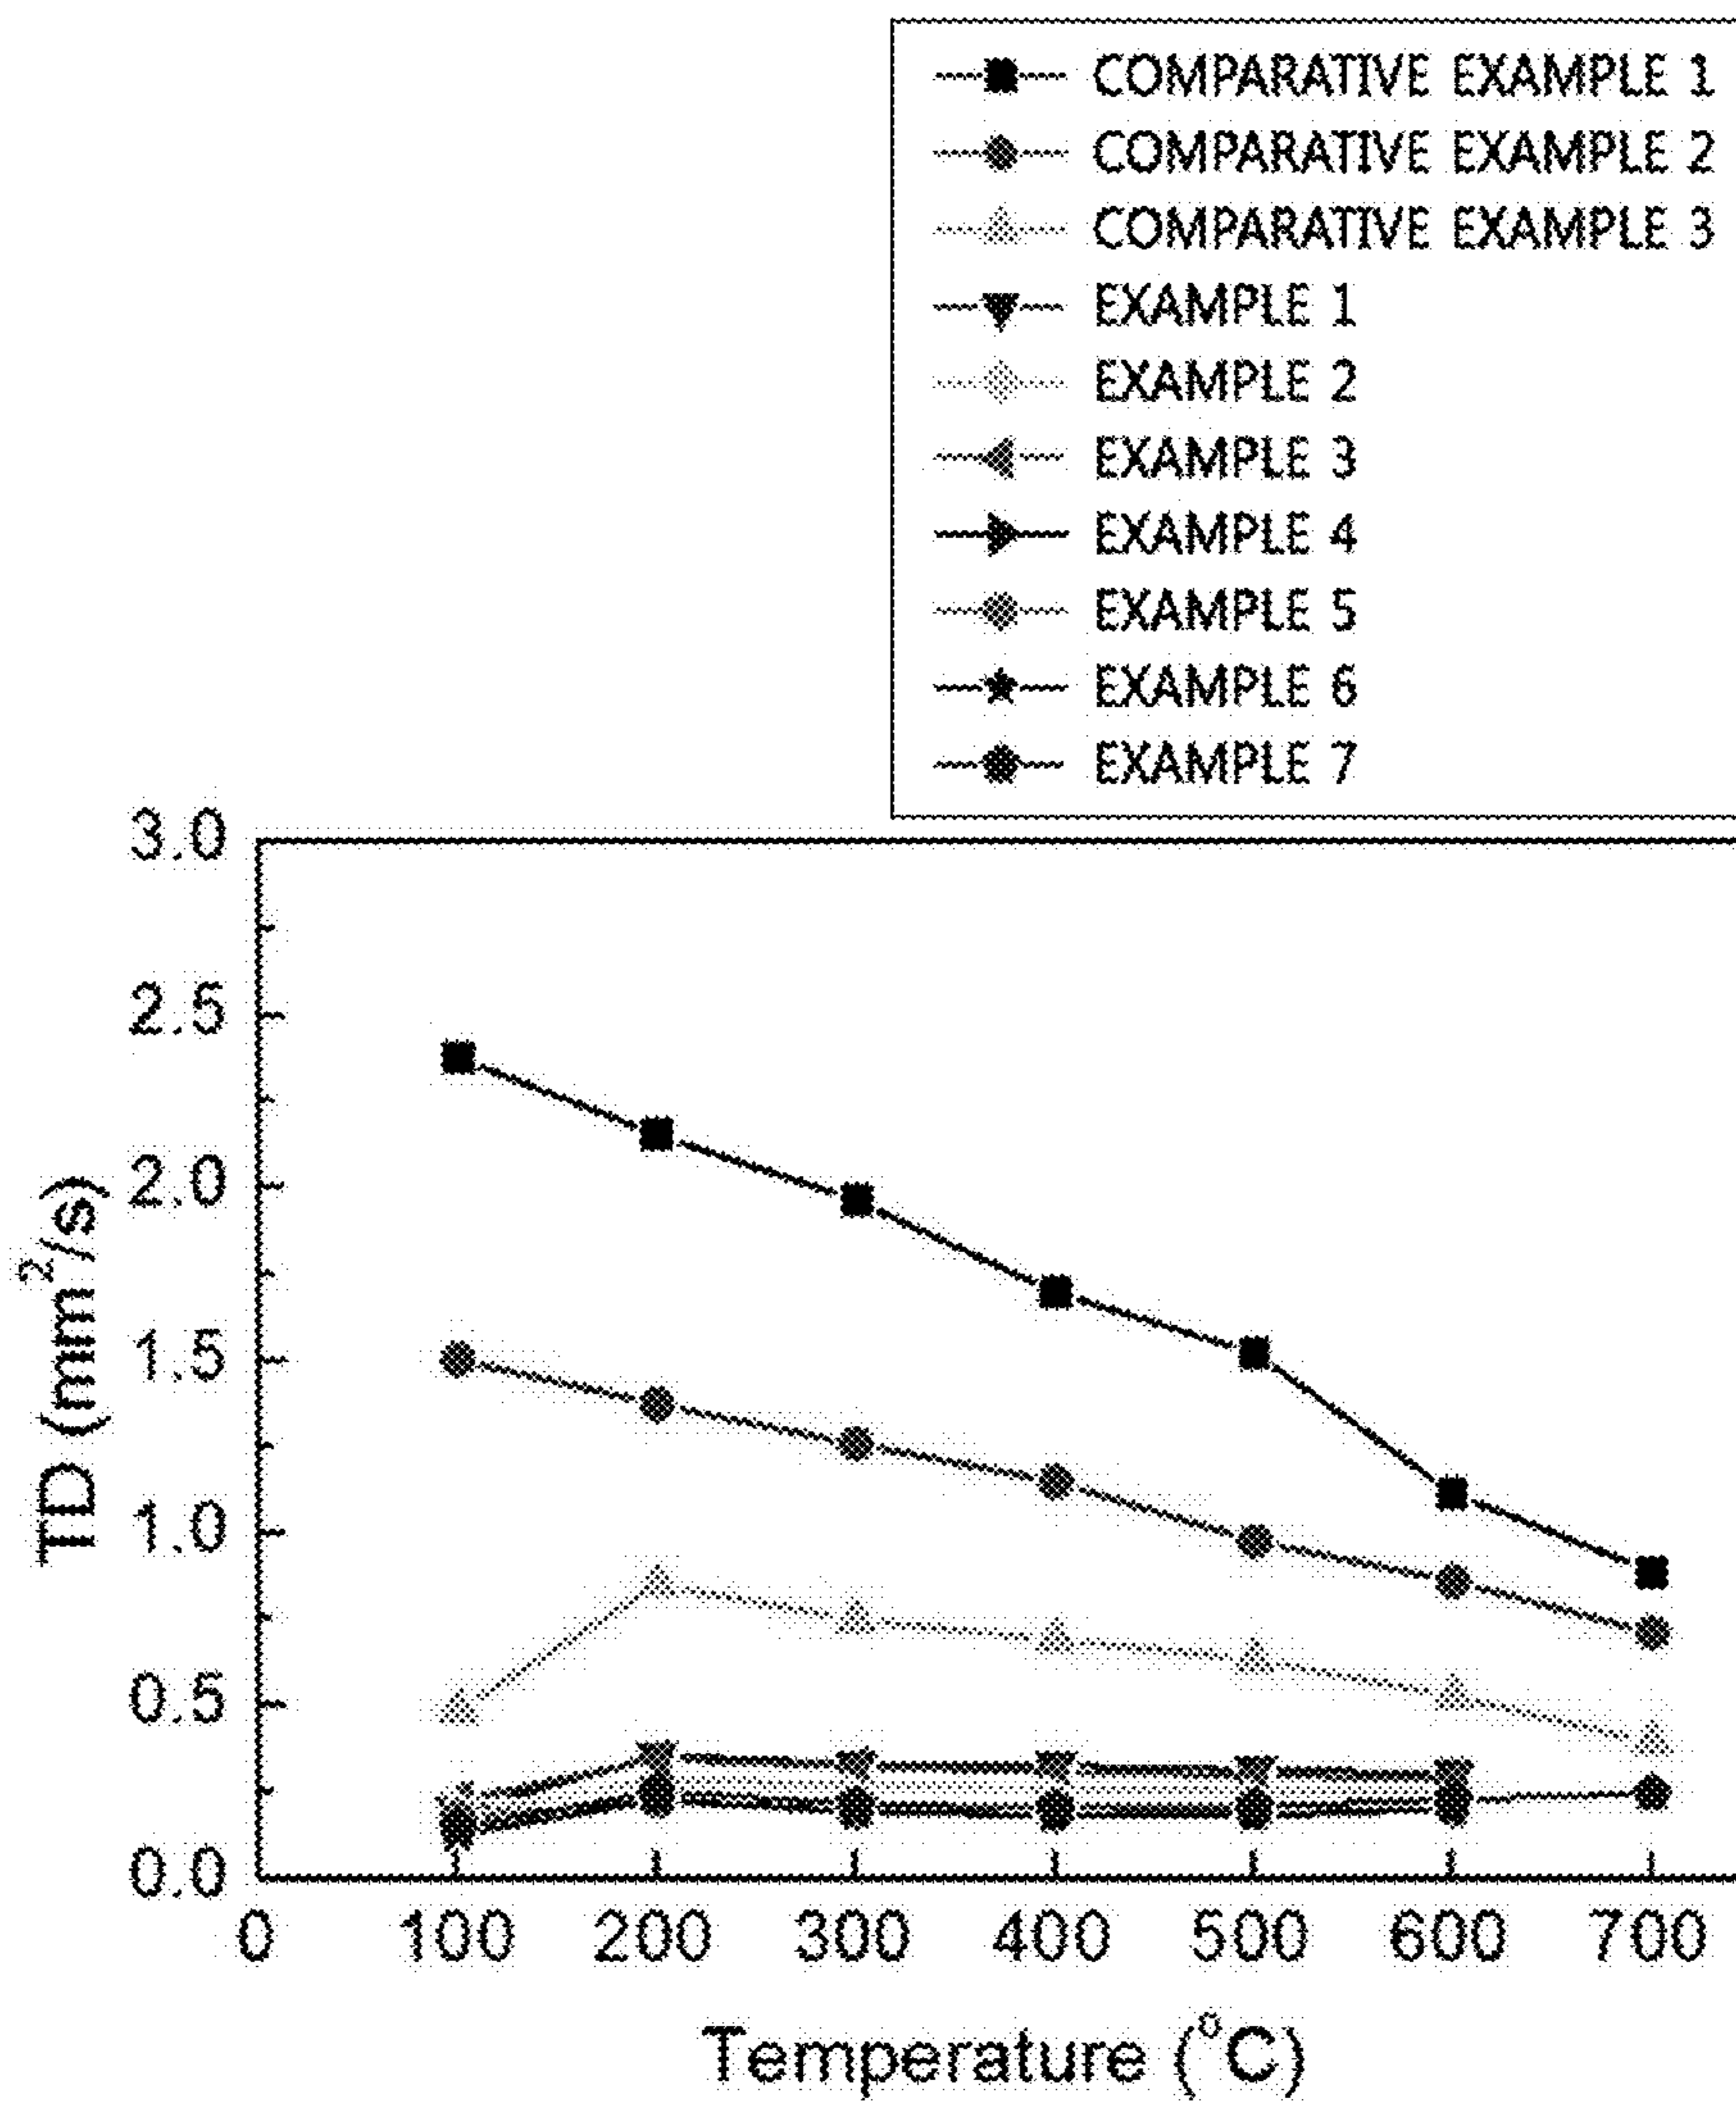 COMPARATIVE EXAMPLE 1
COMPARATIVE EXAMPLE 2
COMPARATIVE EXAMPLE 3
EXAMPLE 1
EXAMPLE 2
EXAMPLE 3
EXAMPLE 4
EXAMPLE 5
EXAMPLE 6
EXAMPLE 7
3.0
2.5
2.0
1.5
1.0
0.5
0.0
TD (mm²/s)
0 100 200 300 400 500 600 700
Temperature (°C)